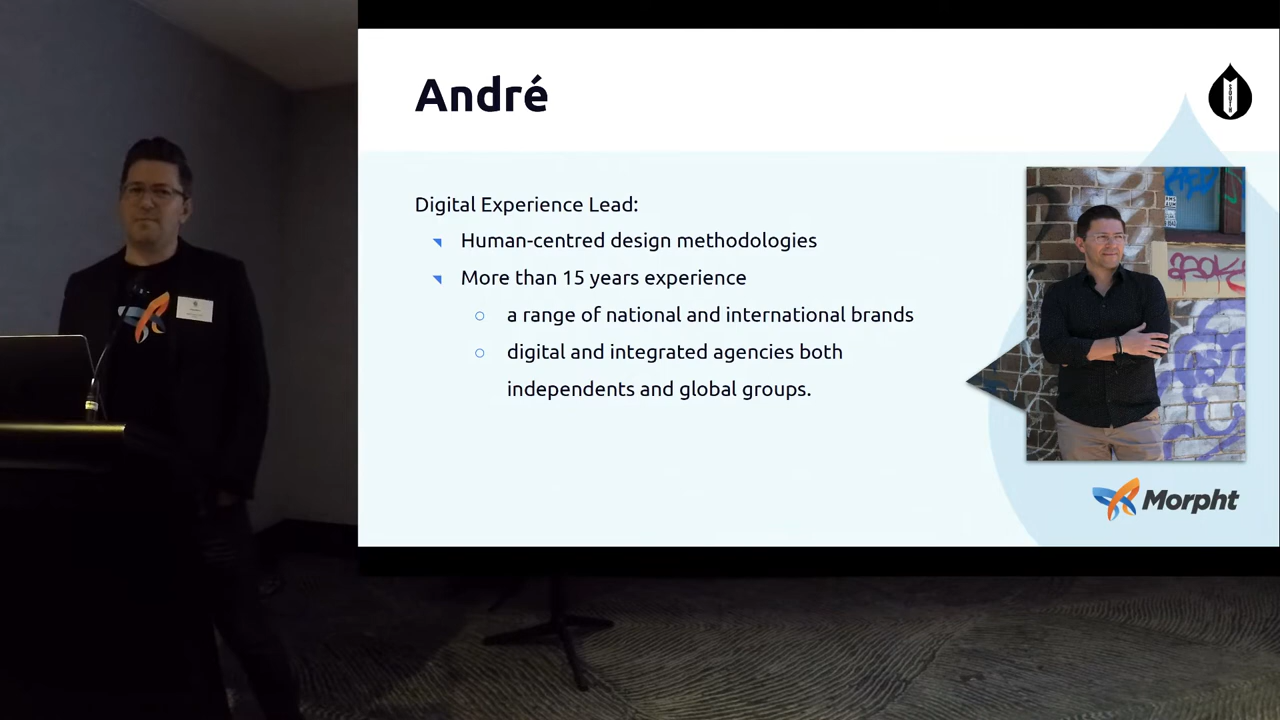 André
SOUTH
Digital Experience Lead:
Human-centred design methodologies
More than 15 years experience
a range of national and international brands
digital and integrated agencies both
independents and global groups.
Morpht